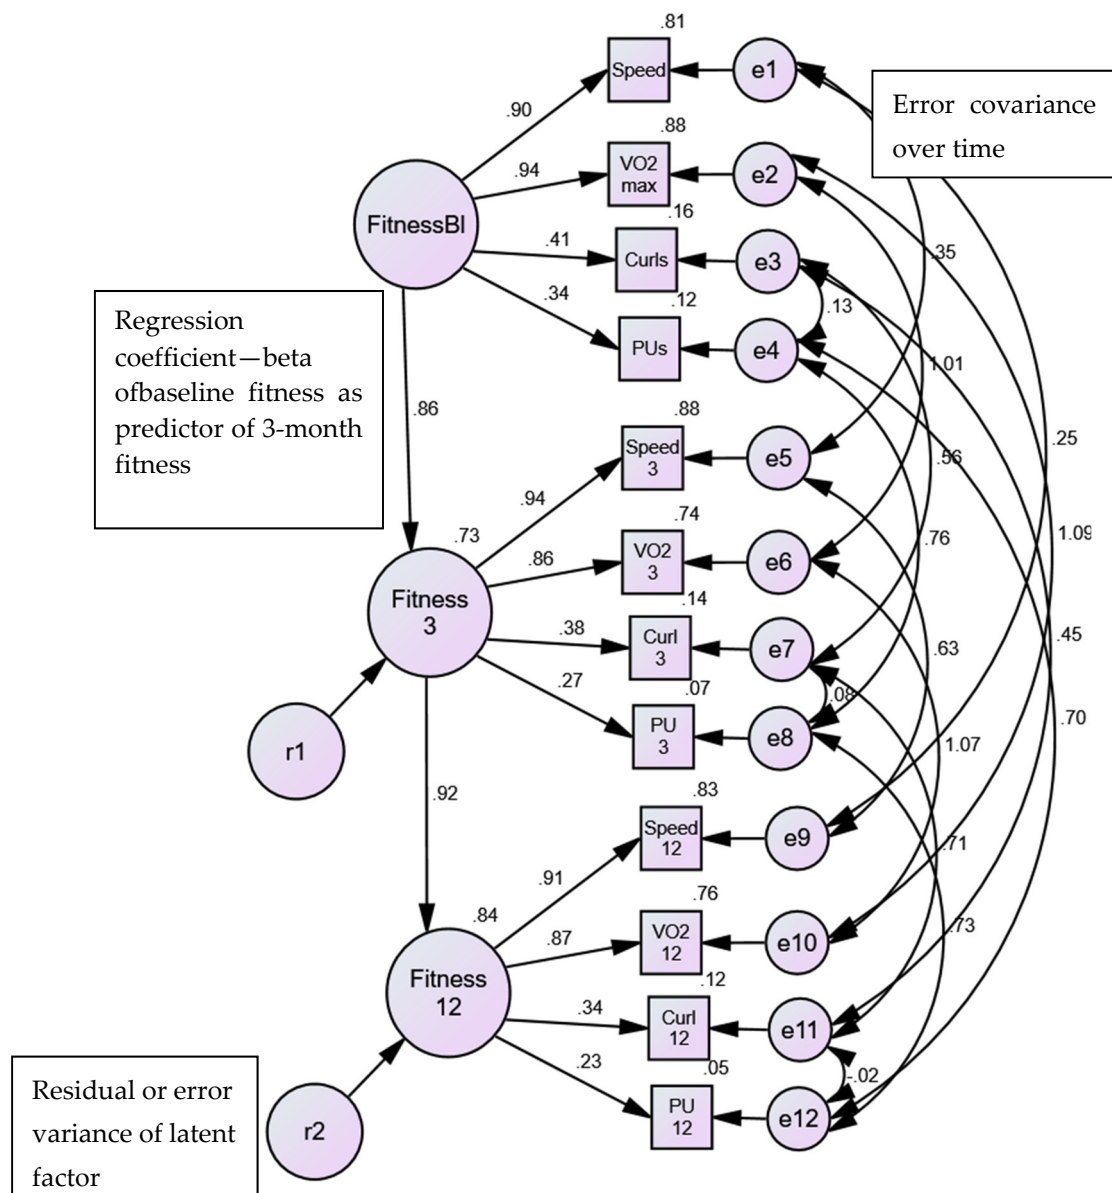 .81
Speed
e1
Error covariance
over time
.90
.88
VO2
max
e2
.94
.16
FitnessBl
.41
Curls
e3
.35
.34
.12
.13
PUs
e4
1.01
Regression
coefficient—beta
ofbaseline fitness as
predictor of 3-month
fitness
.86
.88
Speed
3
e5
.56
.25
.94
.73
.74
.86
VO2
3
e6
.76
1.09
Fitness
3
.14
.38
Curl
3
e7
.63
.45
.27
.07
.08
PU
3
e8
1.07
.70
r1
.92
.83
Speed
12
e9
.71
.91
.84
.76
.87
VO2
12
e10
.73
Fitness
12
.12
.34
Curl
12
e11
.23
.05
-.02
PU
12
e12
Residual or error
variance of latent
factor
r2